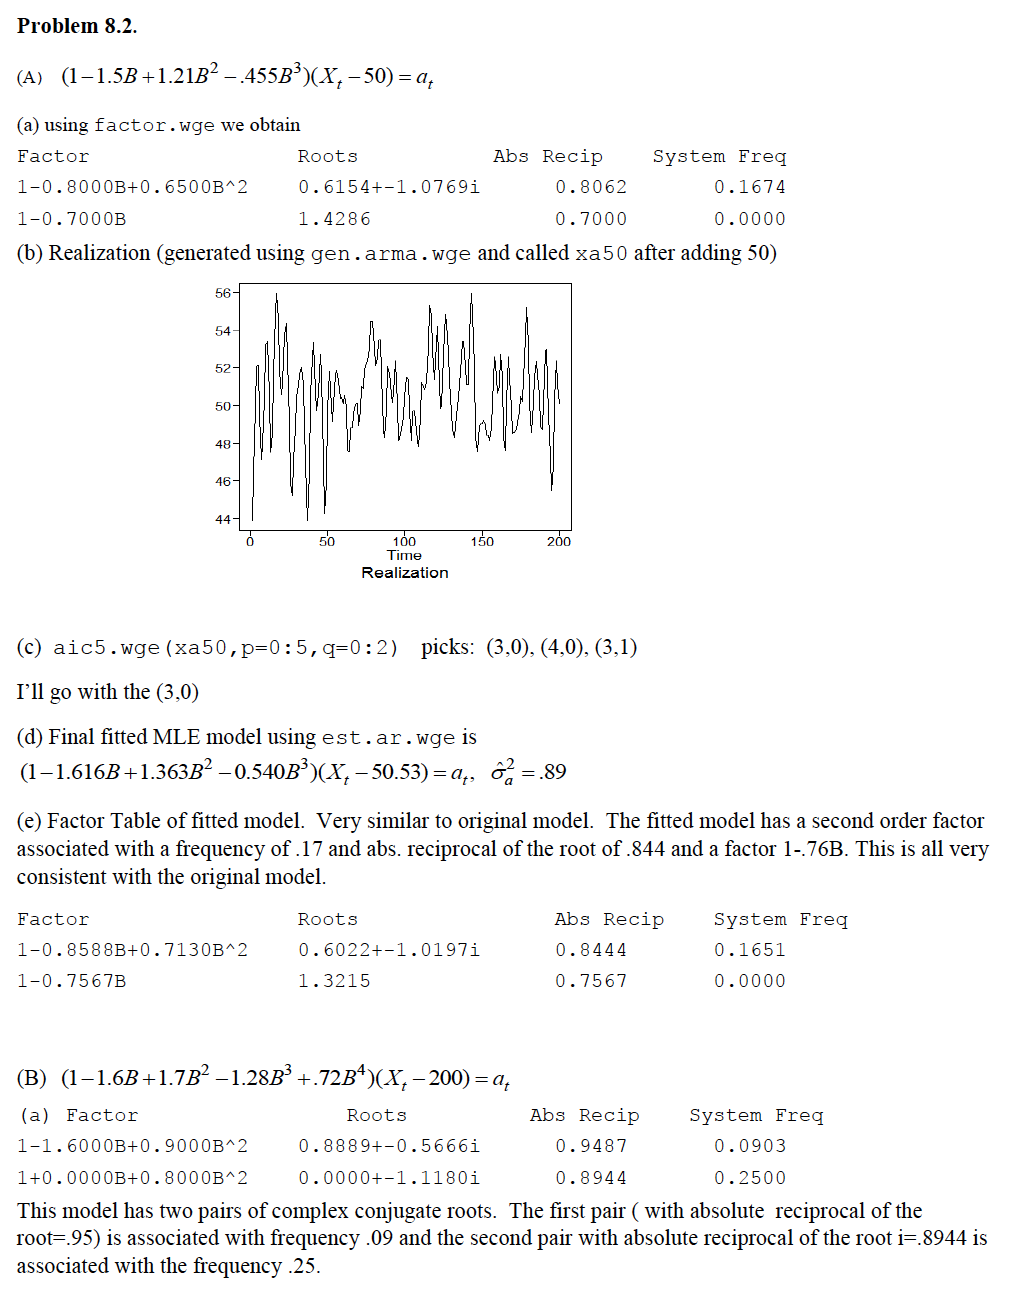 Problem 8.2.
(A) (1−1.5B+1.21B² −.455B³)(Xₜ −50) = aₜ
(a) using factor.wge we obtain
Factor Roots Abs Recip System Freq
1-0.8000B+0.6500B^2 0.6154+-1.0769i 0.8062 0.1674
1-0.7000B 1.4286 0.7000 0.0000
(b) Realization (generated using gen.arma.wge and called xa50 after adding 50)
56
54
52
50
48
46
44
0 50 100 150 200
Time
Realization
(c) aic5.wge(xa50,p=0:5,q=0:2) picks: (3,0), (4,0), (3,1)
I’ll go with the (3,0)
(d) Final fitted MLE model using est.ar.wge is
(1−1.616B+1.363B² −0.540B³)(Xₜ −50.53) = aₜ, σ̂ₐ² = .89
(e) Factor Table of fitted model. Very similar to original model. The fitted model has a second order factor
associated with a frequency of .17 and abs. reciprocal of the root of .844 and a factor 1-.76B. This is all very
consistent with the original model.
Factor Roots Abs Recip System Freq
1-0.8588B+0.7130B^2 0.6022+-1.0197i 0.8444 0.1651
1-0.7567B 1.3215 0.7567 0.0000
(B) (1−1.6B+1.7B² −1.28B³ +.72B⁴)(Xₜ −200) = aₜ
(a) Factor Roots Abs Recip System Freq
1-1.6000B+0.9000B^2 0.8889+-0.5666i 0.9487 0.0903
1+0.0000B+0.8000B^2 0.0000+-1.1180i 0.8944 0.2500
This model has two pairs of complex conjugate roots. The first pair ( with absolute reciprocal of the
root=.95) is associated with frequency .09 and the second pair with absolute reciprocal of the root i=.8944 is
associated with the frequency .25.